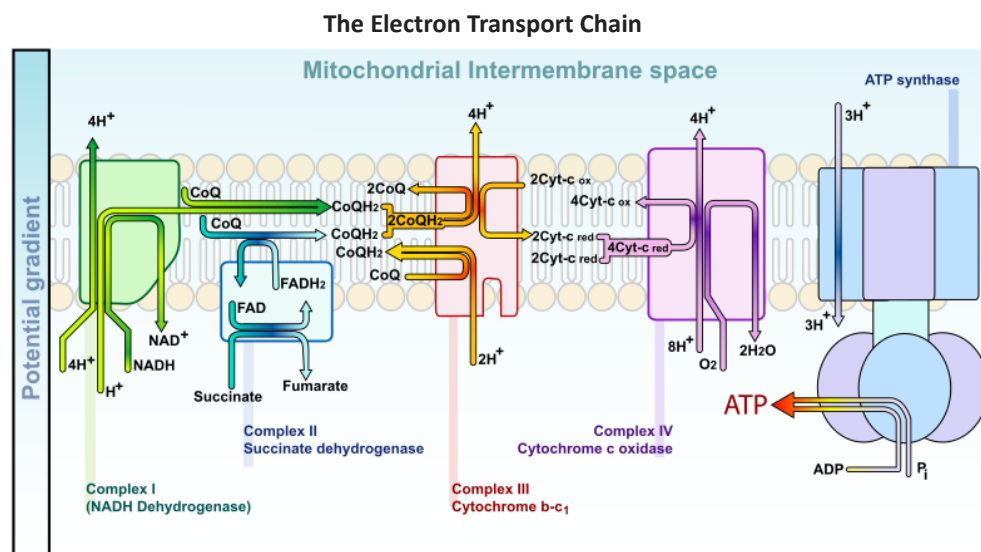 The Electron Transport Chain
Mitochondrial Intermembrane space
ATP synthase
Potential gradient
4H⁺
4H⁺
4H⁺
3H⁺
CoQ
CoQ
CoQH₂
CoQH₂
CoQH₂
CoQ
2CoQ
2CoQH₂
2Cyt-c ox
4Cyt-c ox
2Cyt-c red
2Cyt-c red
4Cyt-c red
FADH₂
FAD
NAD⁺
4H⁺
NADH
H⁺
Succinate
Fumarate
2H⁺
8H⁺
O₂
2H₂O
3H⁺
ATP
ADP
Pᵢ
Complex II
Succinate dehydrogenase
Complex IV
Cytochrome c oxidase
Complex I
(NADH Dehydrogenase)
Complex III
Cytochrome b-c₁